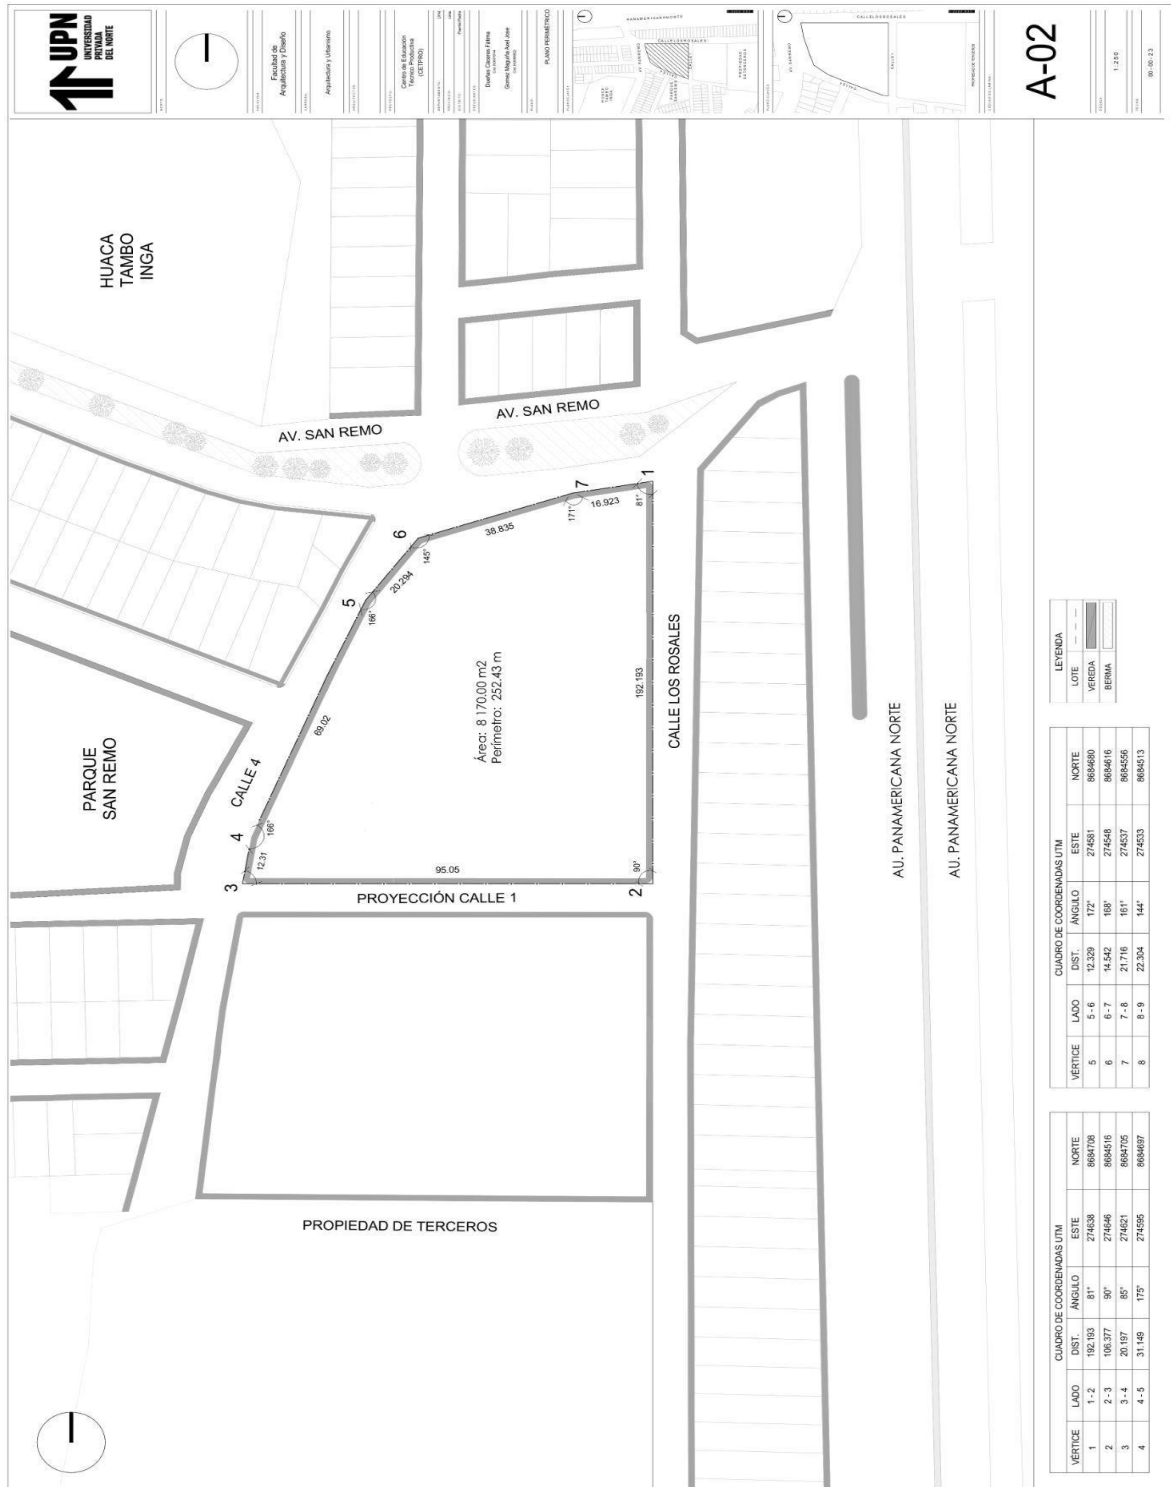 UPN
UNIVERSIDAD
PRIVADA
DEL NORTE
Facultad de
Arquitectura y Diseño
Arquitectura y Urbanismo
Centro de Educación
Técnico Productiva
(CETPRO)
PLANO PERIMÉTRICO
A-02
1 : 250
HUACA
TAMBO
INGA
AV. SAN REMO
AV. SAN REMO
PARQUE
SAN REMO
CALLE 4
CALLE LOS ROSALES
PROYECCIÓN CALLE 1
PROPIEDAD DE TERCEROS
AU. PANAMERICANA NORTE
AU. PANAMERICANA NORTE
Área: 8 170.00 m2
Perímetro: 252.43 m
1
81°
16.923
7
171°
38.835
6
145°
20.294
5
166°
69.02
4
166°
12.31
3
95.05
2
90°
192.193
CUADRO DE COORDENADAS UTM
VÉRTICE LADO DIST. ÁNGULO ESTE NORTE
1 1 - 2 192.193 81° 274638 8684708
2 2 - 3 106.377 90° 274646 8684516
3 3 - 4 20.197 85° 274621 8684705
4 4 - 5 31.149 175° 274595 8684697
CUADRO DE COORDENADAS UTM
VÉRTICE LADO DIST. ÁNGULO ESTE NORTE
5 5 - 6 12.329 172° 274581 8684680
6 6 - 7 14.542 168° 274548 8684616
7 7 - 8 21.716 161° 274537 8684556
8 8 - 9 22.304 144° 274533 8684513
LEYENDA
LOTE
VEREDA
BERMA